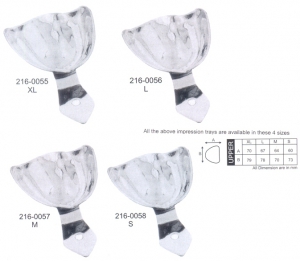 216-0055
XL
216-0056
L
All the above impression trays are available in these 4 sizes
216-0057
M
216-0058
S
UPPER
XL L M S
A
B
All Dimension are in mm